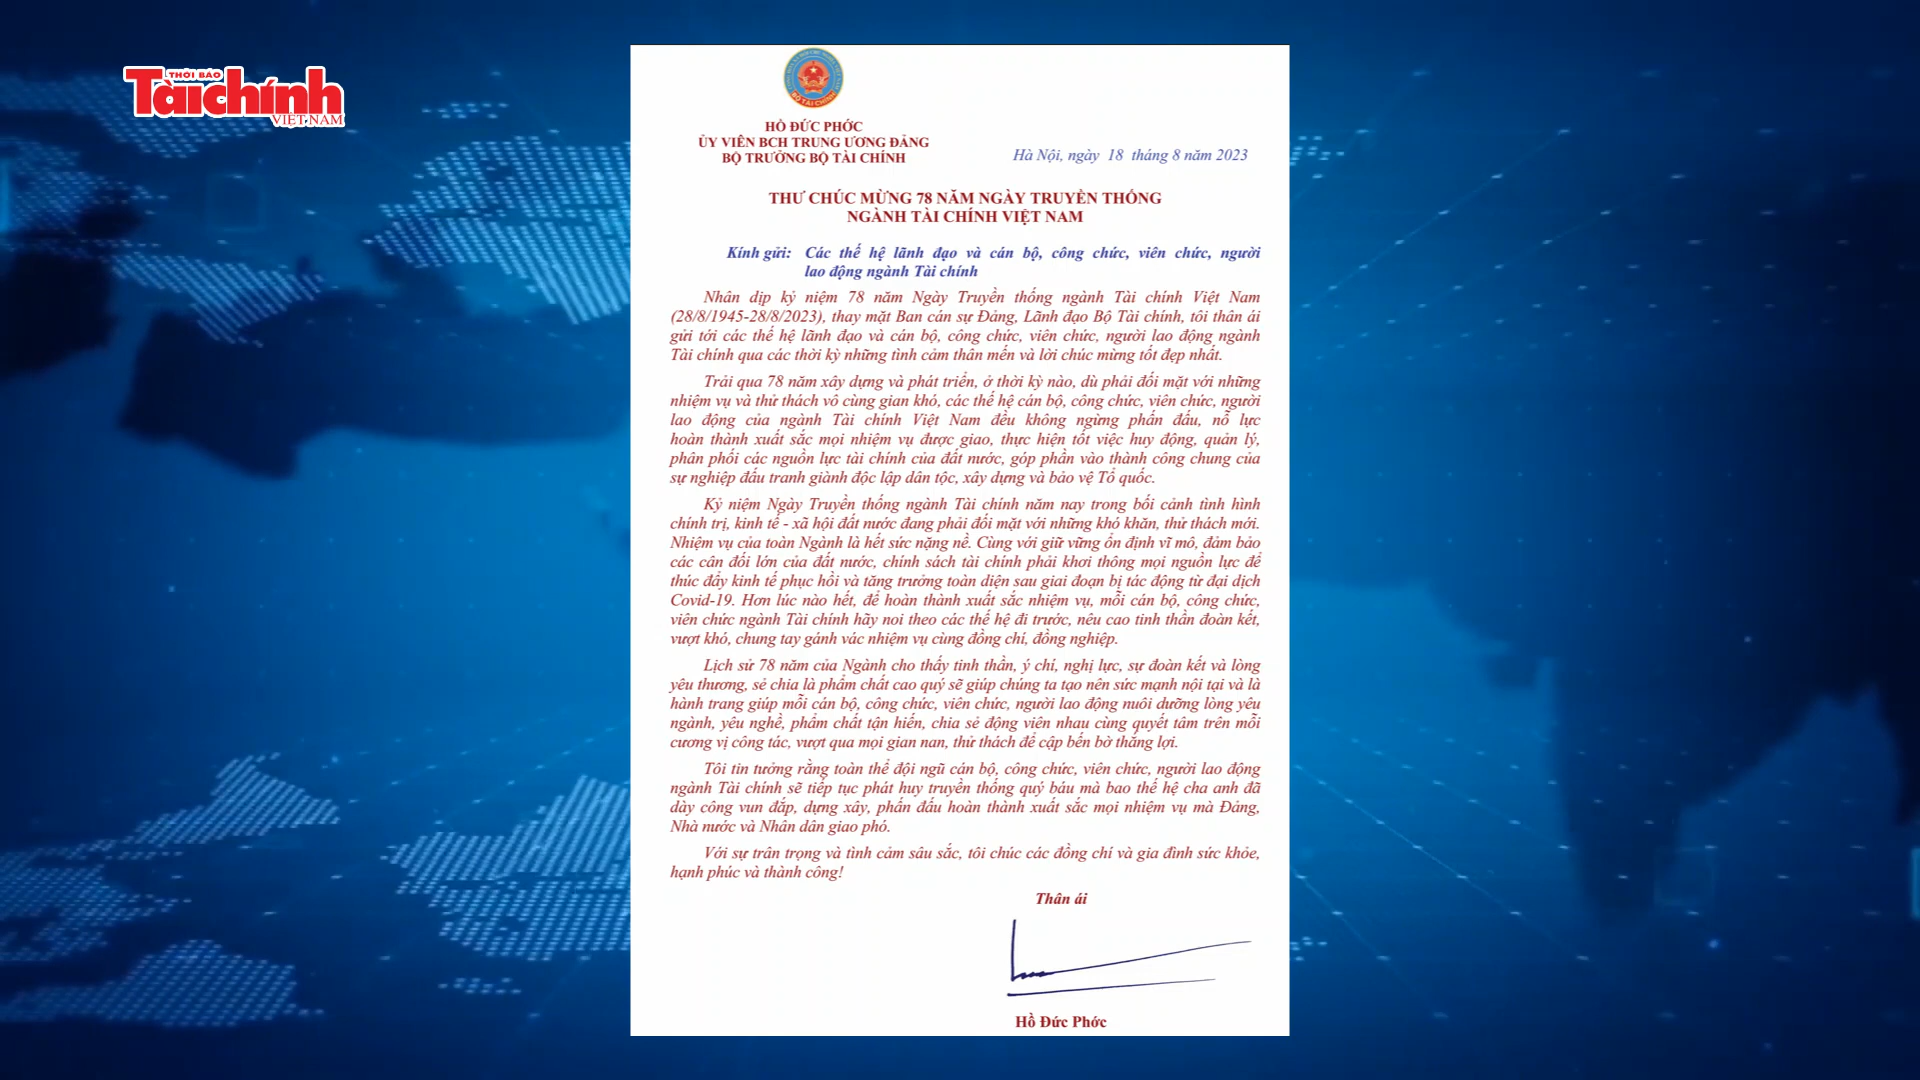 THỜI BÁO
Tài chính
VIỆT NAM
BỘ TÀI CHÍNH
HỒ ĐỨC PHỚC
ỦY VIÊN BCH TRUNG ƯƠNG ĐẢNG
BỘ TRƯỞNG BỘ TÀI CHÍNH
Hà Nội, ngày 18 tháng 8 năm 2023
THƯ CHÚC MỪNG 78 NĂM NGÀY TRUYỀN THỐNG
NGÀNH TÀI CHÍNH VIỆT NAM
Kính gửi: Các thế hệ lãnh đạo và cán bộ, công chức, viên chức, người
lao động ngành Tài chính
Nhân dịp kỷ niệm 78 năm Ngày Truyền thống ngành Tài chính Việt Nam
(28/8/1945-28/8/2023), thay mặt Ban cán sự Đảng, Lãnh đạo Bộ Tài chính, tôi thân ái
gửi tới các thế hệ lãnh đạo và cán bộ, công chức, viên chức, người lao động ngành
Tài chính qua các thời kỳ những tình cảm thân mến và lời chúc mừng tốt đẹp nhất.
Trải qua 78 năm xây dựng và phát triển, ở thời kỳ nào, dù phải đối mặt với những
nhiệm vụ và thử thách vô cùng gian khó, các thế hệ cán bộ, công chức, viên chức, người
lao động của ngành Tài chính Việt Nam đều không ngừng phấn đấu, nỗ lực
hoàn thành xuất sắc mọi nhiệm vụ được giao, thực hiện tốt việc huy động, quản lý,
phân phối các nguồn lực tài chính của đất nước, góp phần vào thành công chung của
sự nghiệp đấu tranh giành độc lập dân tộc, xây dựng và bảo vệ Tổ quốc.
Kỷ niệm Ngày Truyền thống ngành Tài chính năm nay trong bối cảnh tình hình
chính trị, kinh tế - xã hội đất nước đang phải đối mặt với những khó khăn, thử thách mới.
Nhiệm vụ của toàn Ngành là hết sức nặng nề. Cùng với giữ vững ổn định vĩ mô, đảm bảo
các cân đối lớn của đất nước, chính sách tài chính phải khơi thông mọi nguồn lực để
thúc đẩy kinh tế phục hồi và tăng trưởng toàn diện sau giai đoạn bị tác động từ đại dịch
Covid-19. Hơn lúc nào hết, để hoàn thành xuất sắc nhiệm vụ, mỗi cán bộ, công chức,
viên chức ngành Tài chính hãy noi theo các thế hệ đi trước, nêu cao tinh thần đoàn kết,
vượt khó, chung tay gánh vác nhiệm vụ cùng đồng chí, đồng nghiệp.
Lịch sử 78 năm của Ngành cho thấy tinh thần, ý chí, nghị lực, sự đoàn kết và lòng
yêu thương, sẻ chia là phẩm chất cao quý sẽ giúp chúng ta tạo nên sức mạnh nội tại và là
hành trang giúp mỗi cán bộ, công chức, viên chức, người lao động nuôi dưỡng lòng yêu
ngành, yêu nghề, phẩm chất tận hiến, chia sẻ động viên nhau cùng quyết tâm trên mỗi
cương vị công tác, vượt qua mọi gian nan, thử thách để cập bến bờ thắng lợi.
Tôi tin tưởng rằng toàn thể đội ngũ cán bộ, công chức, viên chức, người lao động
ngành Tài chính sẽ tiếp tục phát huy truyền thống quý báu mà bao thế hệ cha anh đã
dày công vun đắp, dựng xây, phấn đấu hoàn thành xuất sắc mọi nhiệm vụ mà Đảng,
Nhà nước và Nhân dân giao phó.
Với sự trân trọng và tình cảm sâu sắc, tôi chúc các đồng chí và gia đình sức khỏe,
hạnh phúc và thành công!
Thân ái
Hồ Đức Phớc